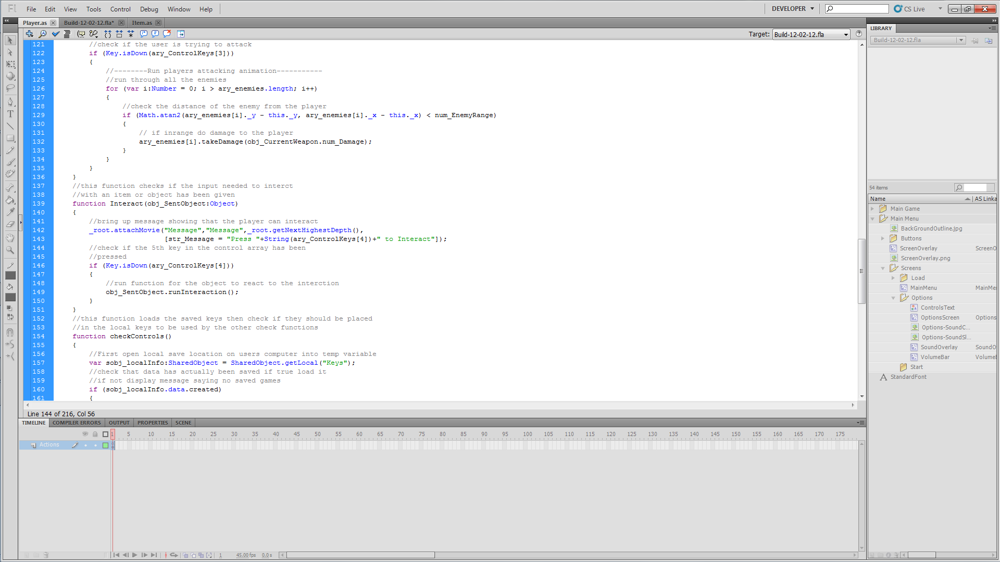 Fl File Edit View Tools Control Debug Window Help DEVELOPER CS Live
Player.as Build-12-02-12.fla* Item.as
Target: Build-12-02-12.fla
121 //check if the user is trying to attack
122 if (Key.isDown(ary_ControlKeys[3]))
123 {
124 //--------Run players attacking animation-----------
125 //run through all the enemies
126 for (var i:Number = 0; i > ary_enemies.length; i++)
127 {
128 //check the distance of the enemy from the player
129 if (Math.atan2(ary_enemies[i]._y - this._y, ary_enemies[i]._x - this._x) < num_EnemyRange)
130 {
131 // if inrange do damage to the player
132 ary_enemies[i].takeDamage(obj_CurrentWeapon.num_Damage);
133 }
134 }
135 }
136 }
137 //this function checks if the input needed to interct
138 //with an item or object has been given
139 function Interact(obj_SentObject:Object)
140 {
141 //bring up message showing that the player can interact
142 _root.attachMovie("Message","Message",_root.getNextHighestDepth(),
143 [str_Message = "Press "+String(ary_ControlKeys[4])+" to Interact"]);
144 //check if the 5th key in the control array has been
145 //pressed
146 if (Key.isDown(ary_ControlKeys[4]))
147 {
148 //run function for the object to react to the interction
149 obj_SentObject.runInteraction();
150 }
151 }
152 //this function loads the saved keys then check if they should be placed
153 //in the local keys to be used by the other check functions
154 function checkControls()
155 {
156 //First open local save location on users computer into temp variable
157 var sobj_localInfo:SharedObject = SharedObject.getLocal("Keys");
158 //check that data has actually been saved if true load it
159 //if not display message saying no saved games
160 if (sobj_localInfo.data.created)
161 {
Line 144 of 216, Col 56
TIMELINE COMPILER ERRORS OUTPUT PROPERTIES SCENE
1 5 10 15 20 25 30 35 40 45 50 55 60 65 70 75 80 85 90 95 100 105 110 115 120 125 130 135 140 145 150 155 160 165 170 175
Actions
1 45.00 fps 0.0 s
LIBRARY
Build-12-02-12.fla
54 items
Name AS Linka
Main Game
Main Menu
BackGroundOutline.jpg
Buttons
ScreenOverlay ScreenO
ScreenOverlay.png
Screens
Load
MainMenu MainMe
Options
ControlsText
OptionsScreen Options
Options-SoundC...
Options-SoundSl...
SoundOverlay SoundO
VolumeBar Volume
Start
StandardFont